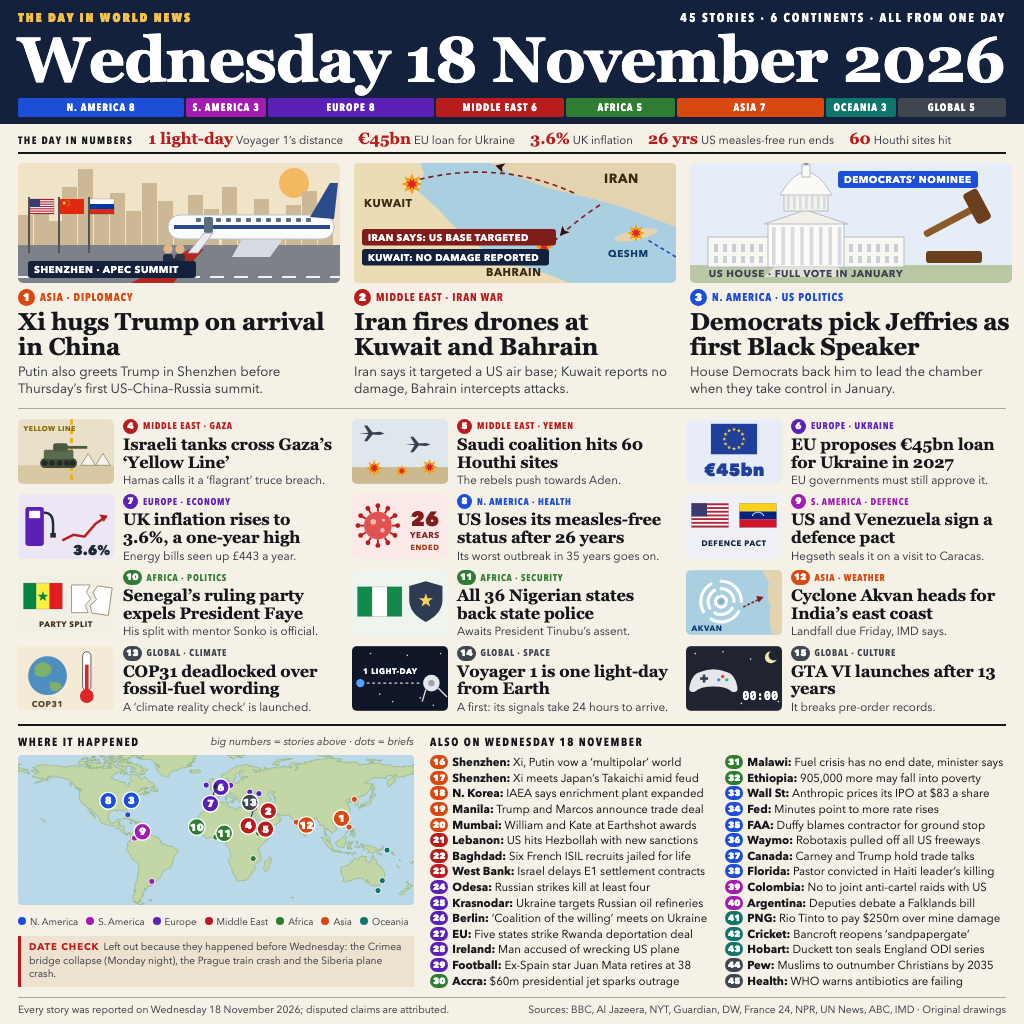 THE DAY IN WORLD NEWS
45 STORIES · 6 CONTINENTS · ALL FROM ONE DAY
Wednesday 18 November 2026
N. AMERICA 8
S. AMERICA 3
EUROPE 8
MIDDLE EAST 6
AFRICA 5
ASIA 7
OCEANIA 3
GLOBAL 5
THE DAY IN NUMBERS
1 light-day Voyager 1's distance
€45bn EU loan for Ukraine
3.6% UK inflation
26 yrs US measles-free run ends
60 Houthi sites hit
SHENZHEN · APEC SUMMIT
1 ASIA · DIPLOMACY
Xi hugs Trump on arrival
in China
Putin also greets Trump in Shenzhen before
Thursday's first US–China–Russia summit.
IRAN
KUWAIT
IRAN SAYS: US BASE TARGETED
KUWAIT: NO DAMAGE REPORTED
QESHM
BAHRAIN
2 MIDDLE EAST · IRAN WAR
Iran fires drones at
Kuwait and Bahrain
Iran says it targeted a US air base; Kuwait reports no
damage, Bahrain intercepts attacks.
DEMOCRATS' NOMINEE
US HOUSE · FULL VOTE IN JANUARY
3 N. AMERICA · US POLITICS
Democrats pick Jeffries as
first Black Speaker
House Democrats back him to lead the chamber
when they take control in January.
YELLOW LINE
4 MIDDLE EAST · GAZA
Israeli tanks cross Gaza's
'Yellow Line'
Hamas calls it a 'flagrant' truce breach.
5 MIDDLE EAST · YEMEN
Saudi coalition hits 60
Houthi sites
The rebels push towards Aden.
€45bn
6 EUROPE · UKRAINE
EU proposes €45bn loan
for Ukraine in 2027
EU governments must still approve it.
3.6%
7 EUROPE · ECONOMY
UK inflation rises to
3.6%, a one-year high
Energy bills seen up £443 a year.
26
YEARS
ENDED
8 N. AMERICA · HEALTH
US loses its measles-free
status after 26 years
Its worst outbreak in 35 years goes on.
DEFENCE PACT
9 S. AMERICA · DEFENCE
US and Venezuela sign a
defence pact
Hegseth seals it on a visit to Caracas.
PARTY SPLIT
10 AFRICA · POLITICS
Senegal's ruling party
expels President Faye
His split with mentor Sonko is official.
11 AFRICA · SECURITY
All 36 Nigerian states
back state police
Awaits President Tinubu's assent.
AKVAN
12 ASIA · WEATHER
Cyclone Akvan heads for
India's east coast
Landfall due Friday, IMD says.
COP31
13 GLOBAL · CLIMATE
COP31 deadlocked over
fossil-fuel wording
A 'climate reality check' is launched.
1 LIGHT-DAY
14 GLOBAL · SPACE
Voyager 1 is one light-day
from Earth
A first: its signals take 24 hours to arrive.
00:00
15 GLOBAL · CULTURE
GTA VI launches after 13
years
It breaks pre-order records.
WHERE IT HAPPENED
big numbers = stories above · dots = briefs
8
3
9
6
7
13
2
4
5
10
11
12
1
N. America
S. America
Europe
Middle East
Africa
Asia
Oceania
DATE CHECK Left out because they happened before Wednesday: the Crimea
bridge collapse (Monday night), the Prague train crash and the Siberia plane
crash.
ALSO ON WEDNESDAY 18 NOVEMBER
16 Shenzhen: Xi, Putin vow a 'multipolar' world
17 Shenzhen: Xi meets Japan's Takaichi amid feud
18 N. Korea: IAEA says enrichment plant expanded
19 Manila: Trump and Marcos announce trade deal
20 Mumbai: William and Kate at Earthshot awards
21 Lebanon: US hits Hezbollah with new sanctions
22 Baghdad: Six French ISIL recruits jailed for life
23 West Bank: Israel delays E1 settlement contracts
24 Odesa: Russian strikes kill at least four
25 Krasnodar: Ukraine targets Russian oil refineries
26 Berlin: 'Coalition of the willing' meets on Ukraine
27 EU: Five states strike Rwanda deportation deal
28 Ireland: Man accused of wrecking US plane
29 Football: Ex-Spain star Juan Mata retires at 38
30 Accra: $60m presidential jet sparks outrage
31 Malawi: Fuel crisis has no end date, minister says
32 Ethiopia: 905,000 more may fall into poverty
33 Wall St: Anthropic prices its IPO at $83 a share
34 Fed: Minutes point to more rate rises
35 FAA: Duffy blames contractor for ground stop
36 Waymo: Robotaxis pulled off all US freeways
37 Canada: Carney and Trump hold trade talks
38 Florida: Pastor convicted in Haiti leader's killing
39 Colombia: No to joint anti-cartel raids with US
40 Argentina: Deputies debate a Falklands bill
41 PNG: Rio Tinto to pay $250m over mine damage
42 Cricket: Bancroft reopens 'sandpapergate'
43 Hobart: Duckett ton seals England ODI series
44 Pew: Muslims to outnumber Christians by 2035
45 Health: WHO warns antibiotics are failing
Every story was reported on Wednesday 18 November 2026; disputed claims are attributed.
Sources: BBC, Al Jazeera, NYT, Guardian, DW, France 24, NPR, UN News, ABC, IMD · Original drawings